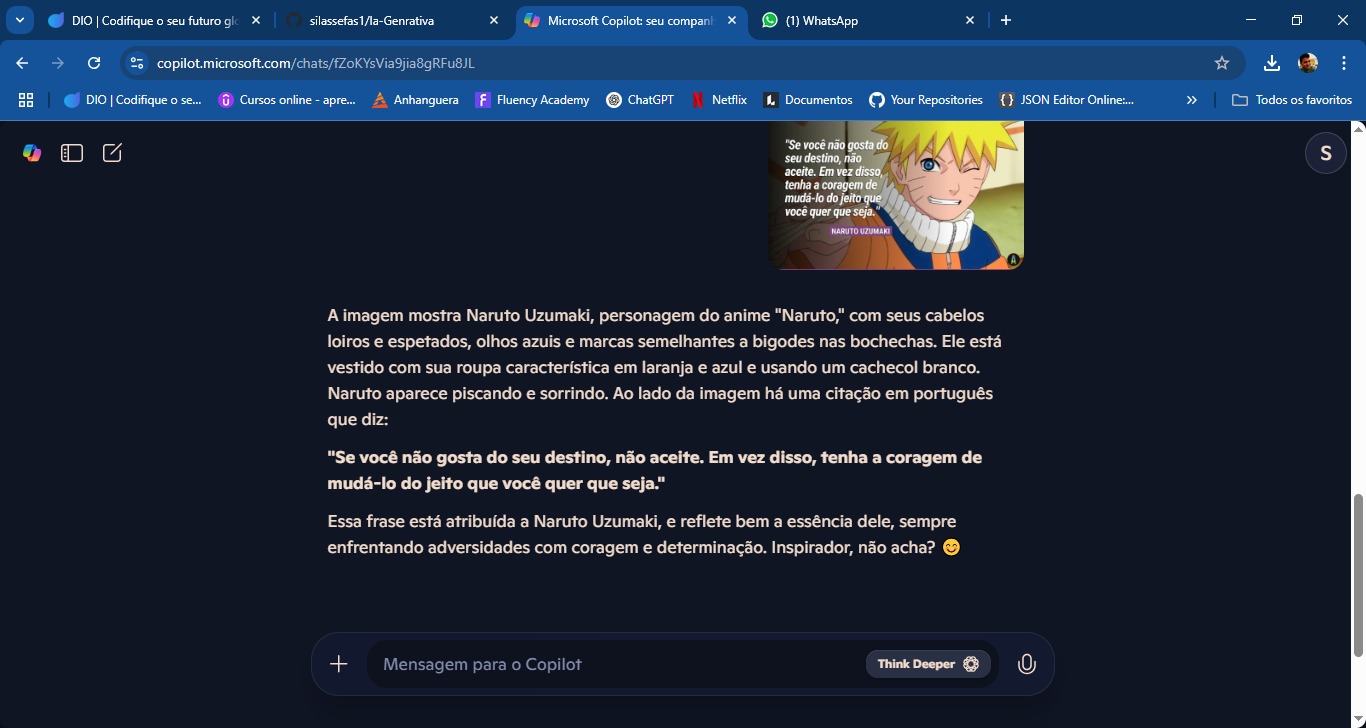 DIO | Codifique o seu futuro glo
silassefas1/Ia-Genrativa
Microsoft Copilot: seu companh
(1) WhatsApp
copilot.microsoft.com/chats/fZoKYsVia9jia8gRFu8JL
DIO | Codifique o se...
Cursos online - apre...
Anhanguera
Fluency Academy
ChatGPT
Netflix
Documentos
Your Repositories
JSON Editor Online:...
»
Todos os favoritos
S
"Se você não gosta do
seu destino, não
aceite. Em vez disso,
tenha a coragem de
mudá-lo do jeito que
você quer que seja."
NARUTO UZUMAKI
A
A imagem mostra Naruto Uzumaki, personagem do anime "Naruto," com seus cabelos
loiros e espetados, olhos azuis e marcas semelhantes a bigodes nas bochechas. Ele está
vestido com sua roupa característica em laranja e azul e usando um cachecol branco.
Naruto aparece piscando e sorrindo. Ao lado da imagem há uma citação em português
que diz:
"Se você não gosta do seu destino, não aceite. Em vez disso, tenha a coragem de
mudá-lo do jeito que você quer que seja."
Essa frase está atribuída a Naruto Uzumaki, e reflete bem a essência dele, sempre
enfrentando adversidades com coragem e determinação. Inspirador, não acha? 😊
Mensagem para o Copilot
Think Deeper